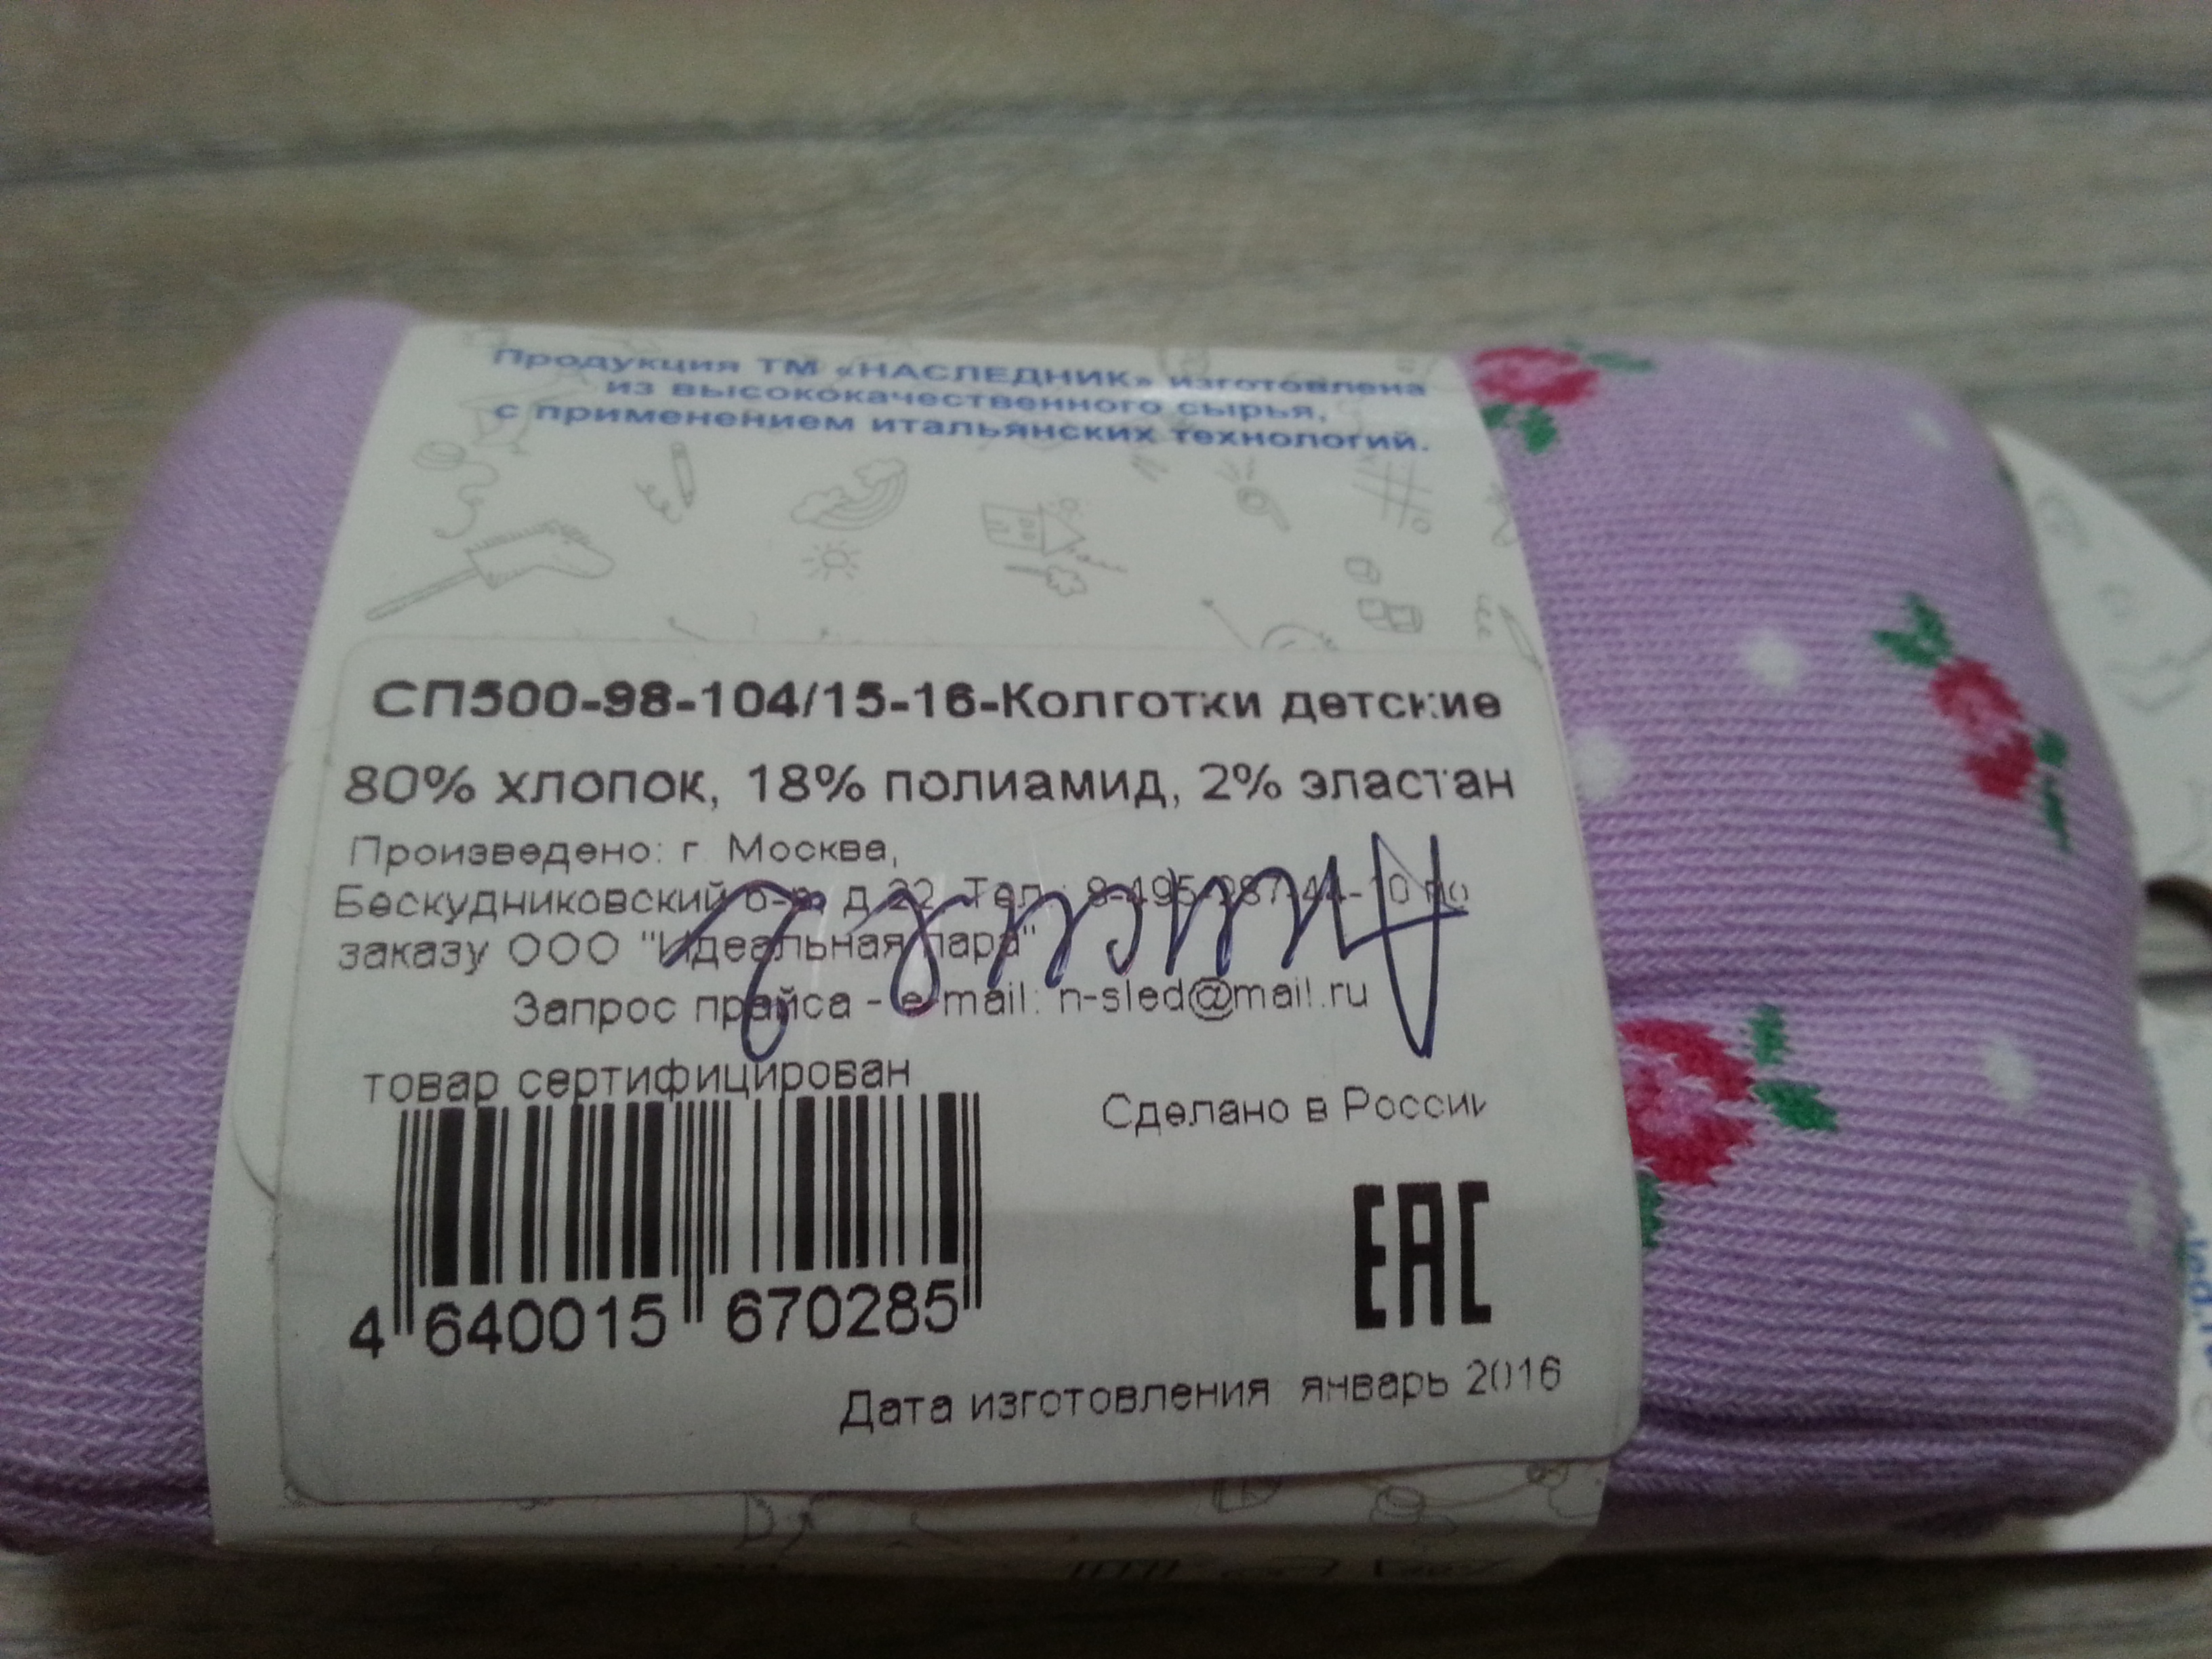 Продукция ТМ «НАСЛЕДНИК» изготовлена
из высококачественного сырья,
с применением итальянских технологий.
СП500-98-104/15-16-Колготки детские
80% хлопок, 18% полиамид, 2% эластан
Произведено: г. Москва,
Бескудниковский б-р, д.22. Тел.: 8-495-287-44-10 по
заказу ООО "Идеальная пара"
Запрос прайса - e-mail: n-sled@mail.ru
товар сертифицирован
Сделано в России
4 640015 670285
EAC
Дата изготовления январь 2016